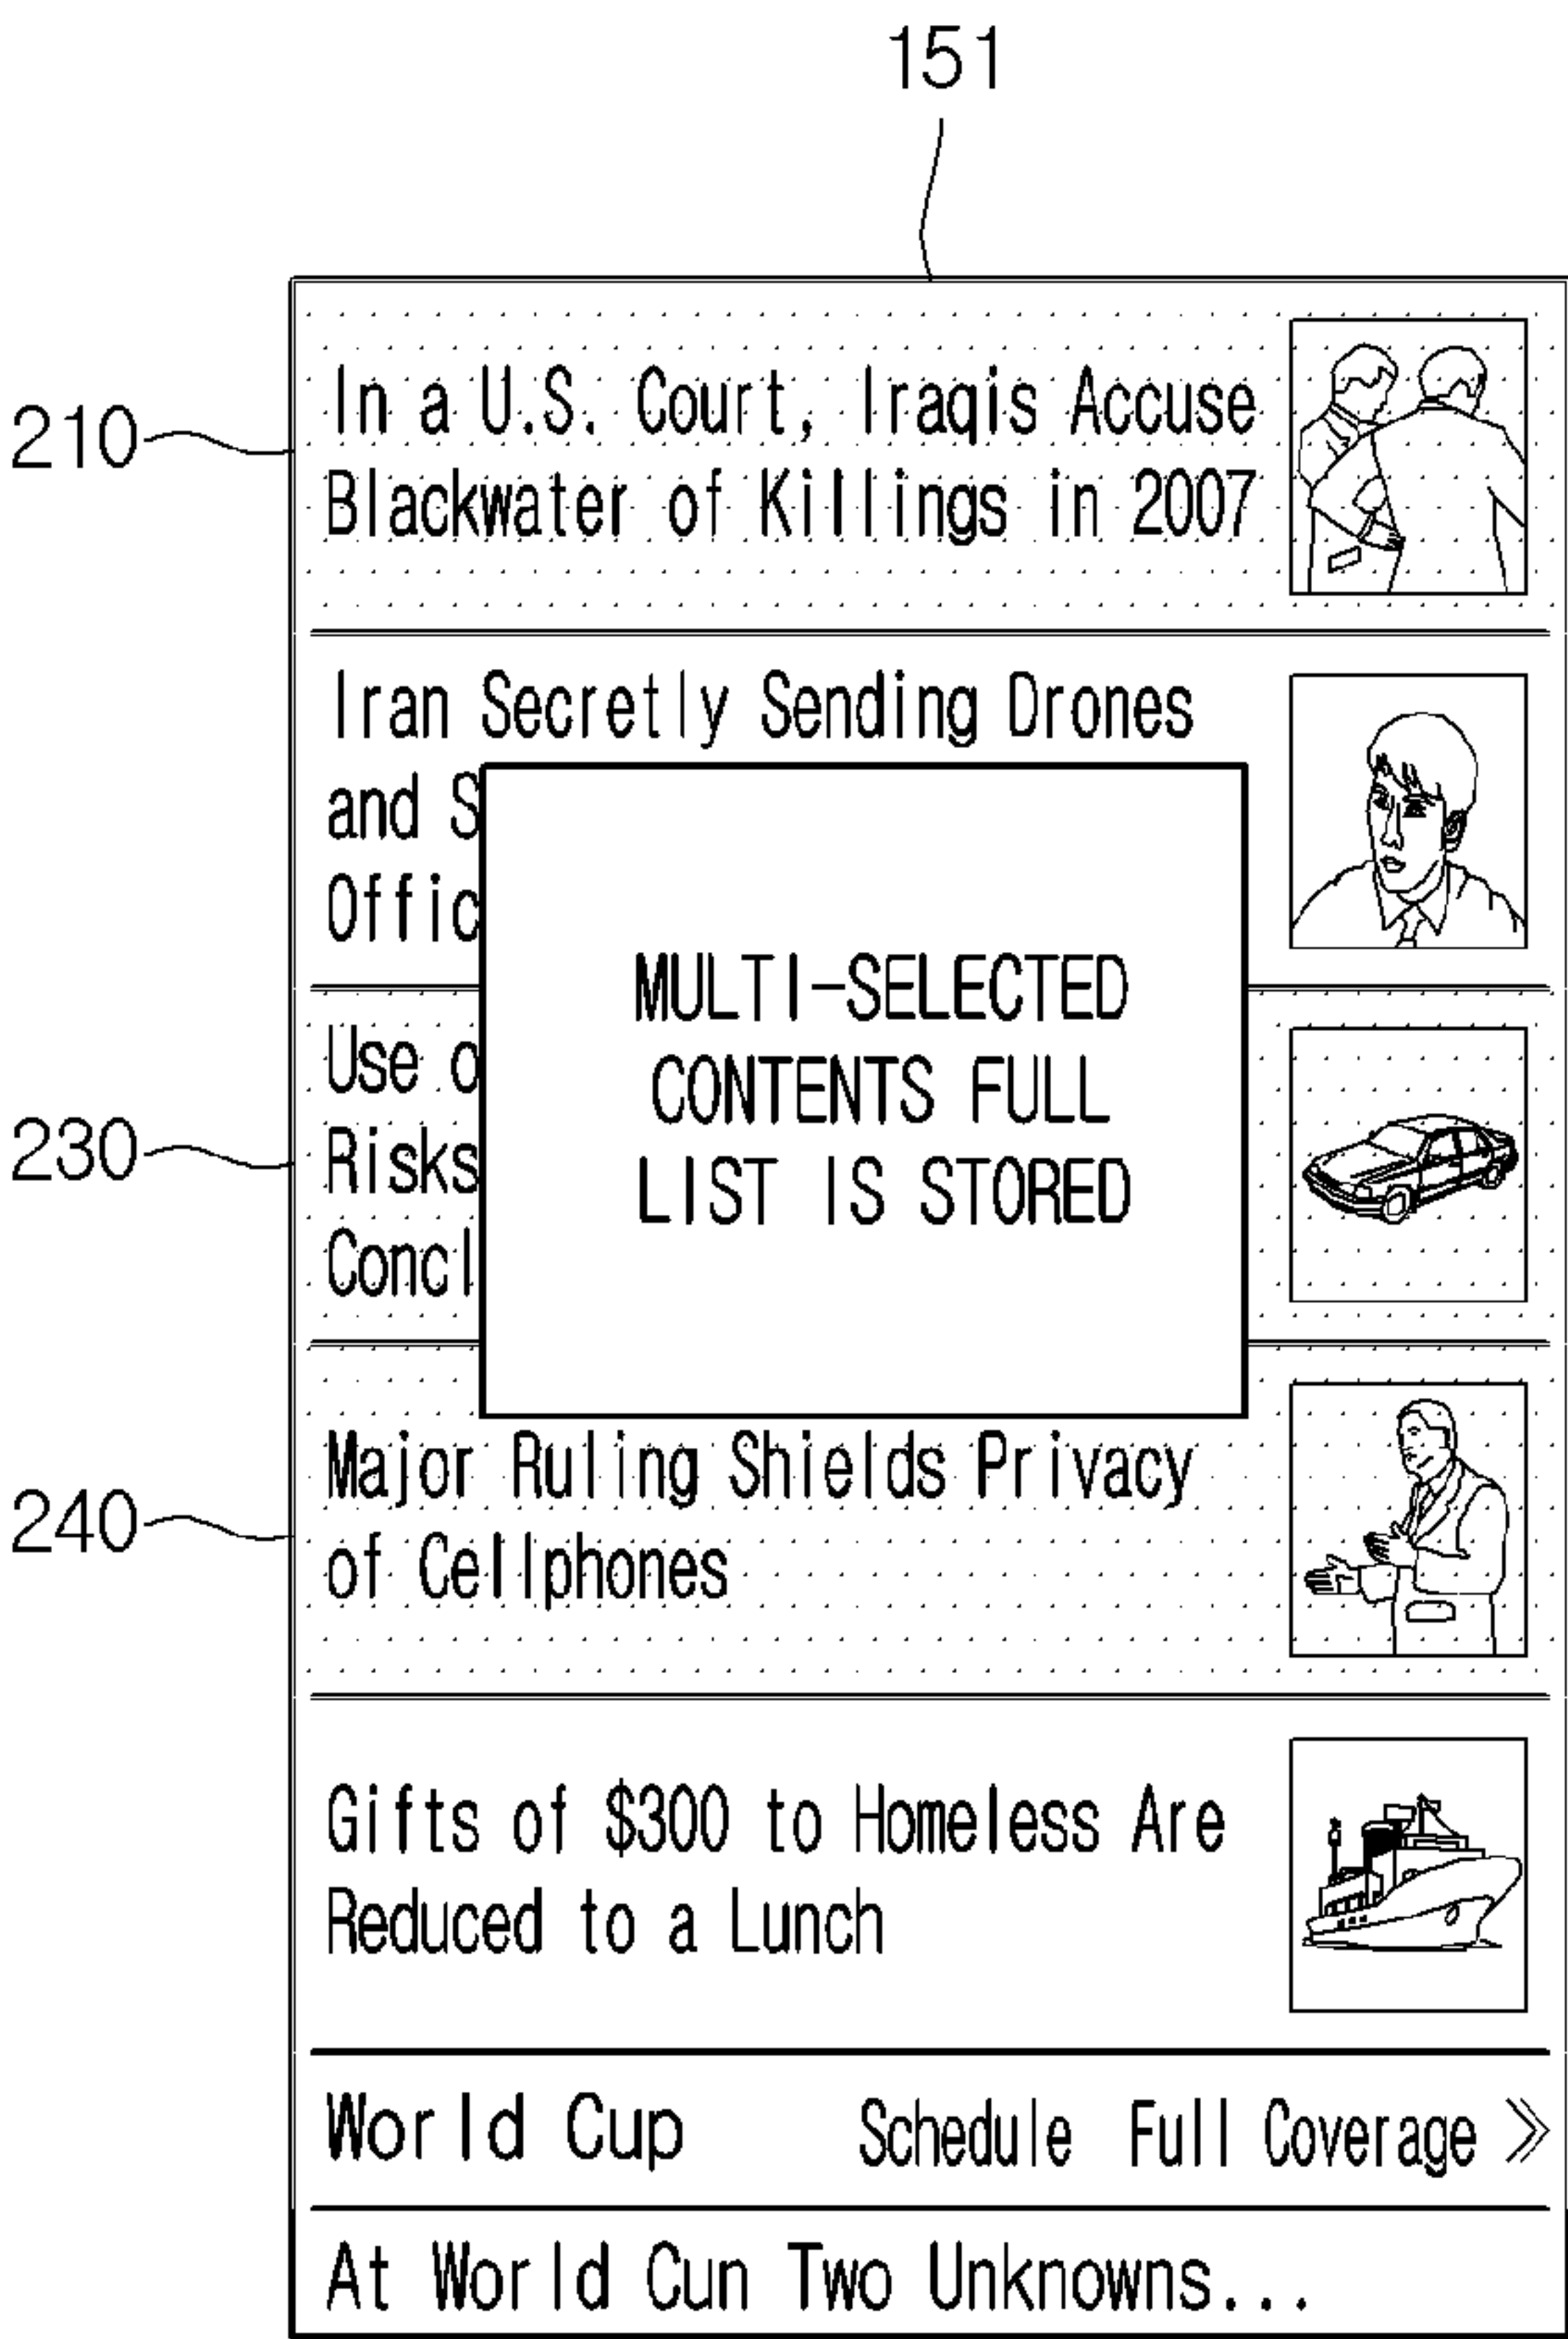 151
210
In a U.S. Court, Iraqis Accuse
Blackwater of Killings in 2007
Iran Secretly Sending Drones
and S
Offic
MULTI-SELECTED
CONTENTS FULL
LIST IS STORED
230
Use o
Risks
Concl
240
Major Ruling Shields Privacy
of Cellphones
Gifts of $300 to Homeless Are
Reduced to a Lunch
World Cup Schedule Full Coverage »
At World Cun Two Unknowns...